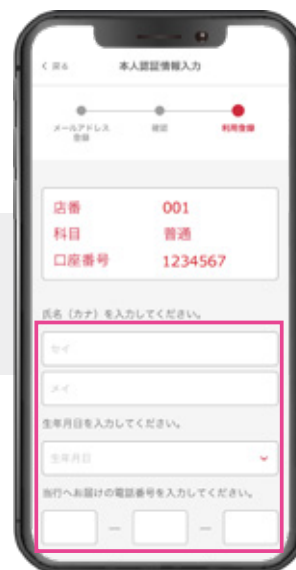 < 戻る 本人認証情報入力
メールアドレス 確認 利用登録
登録
店番 001
科目 普通
口座番号 1234567
氏名（カナ）を入力してください。
セイ
メイ
生年月日を入力してください。
生年月日
当行へお届けの電話番号を入力してください。
— —